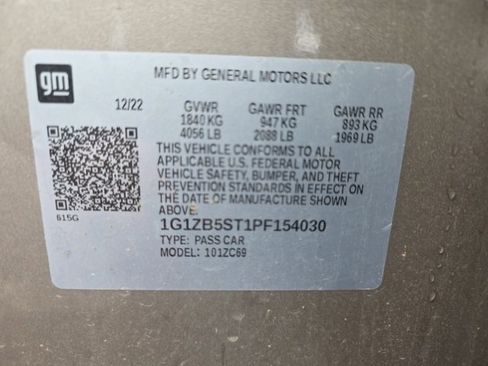 gm
MFD BY GENERAL MOTORS LLC
12/22 GVWR GAWR FRT GAWR RR
1840 KG 947 KG 893 KG
4056 LB 2088 LB 1969 LB
THIS VEHICLE CONFORMS TO ALL
APPLICABLE U.S. FEDERAL MOTOR
VEHICLE SAFETY, BUMPER, AND THEFT
PREVENTION STANDARDS IN EFFECT ON
THE DATE OF MANUFACTURE SHOWN
ABOVE.
615G
1G1ZB5ST1PF154030
TYPE: PASS CAR
MODEL: 101ZC69